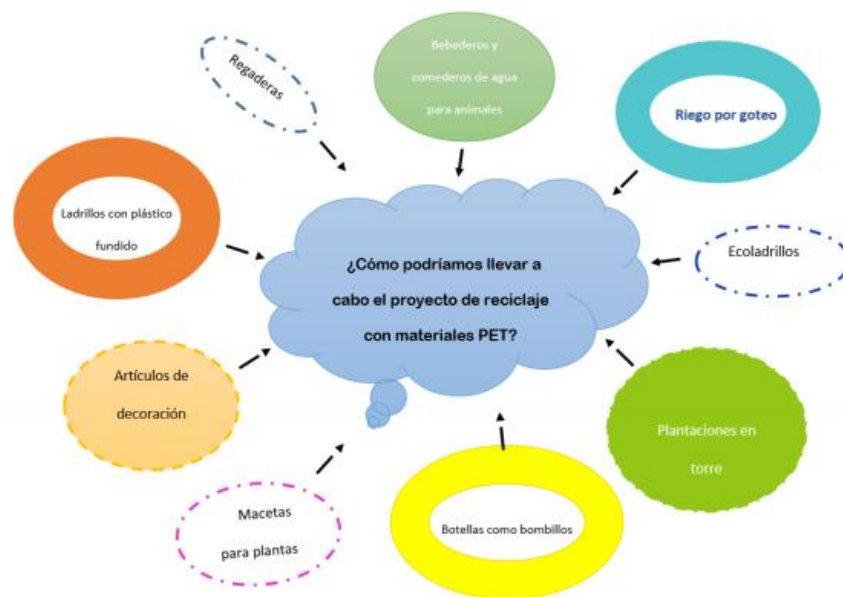 Regaderas
Bebederos y
comederos de agua
para animales
Riego por goteo
Ladrillos con plástico
fundido
¿Cómo podríamos llevar a
cabo el proyecto de reciclaje
con materiales PET?
Ecoladrillos
Artículos de
decoración
Plantaciones en
torre
Macetas
para plantas
Botellas como bombillos